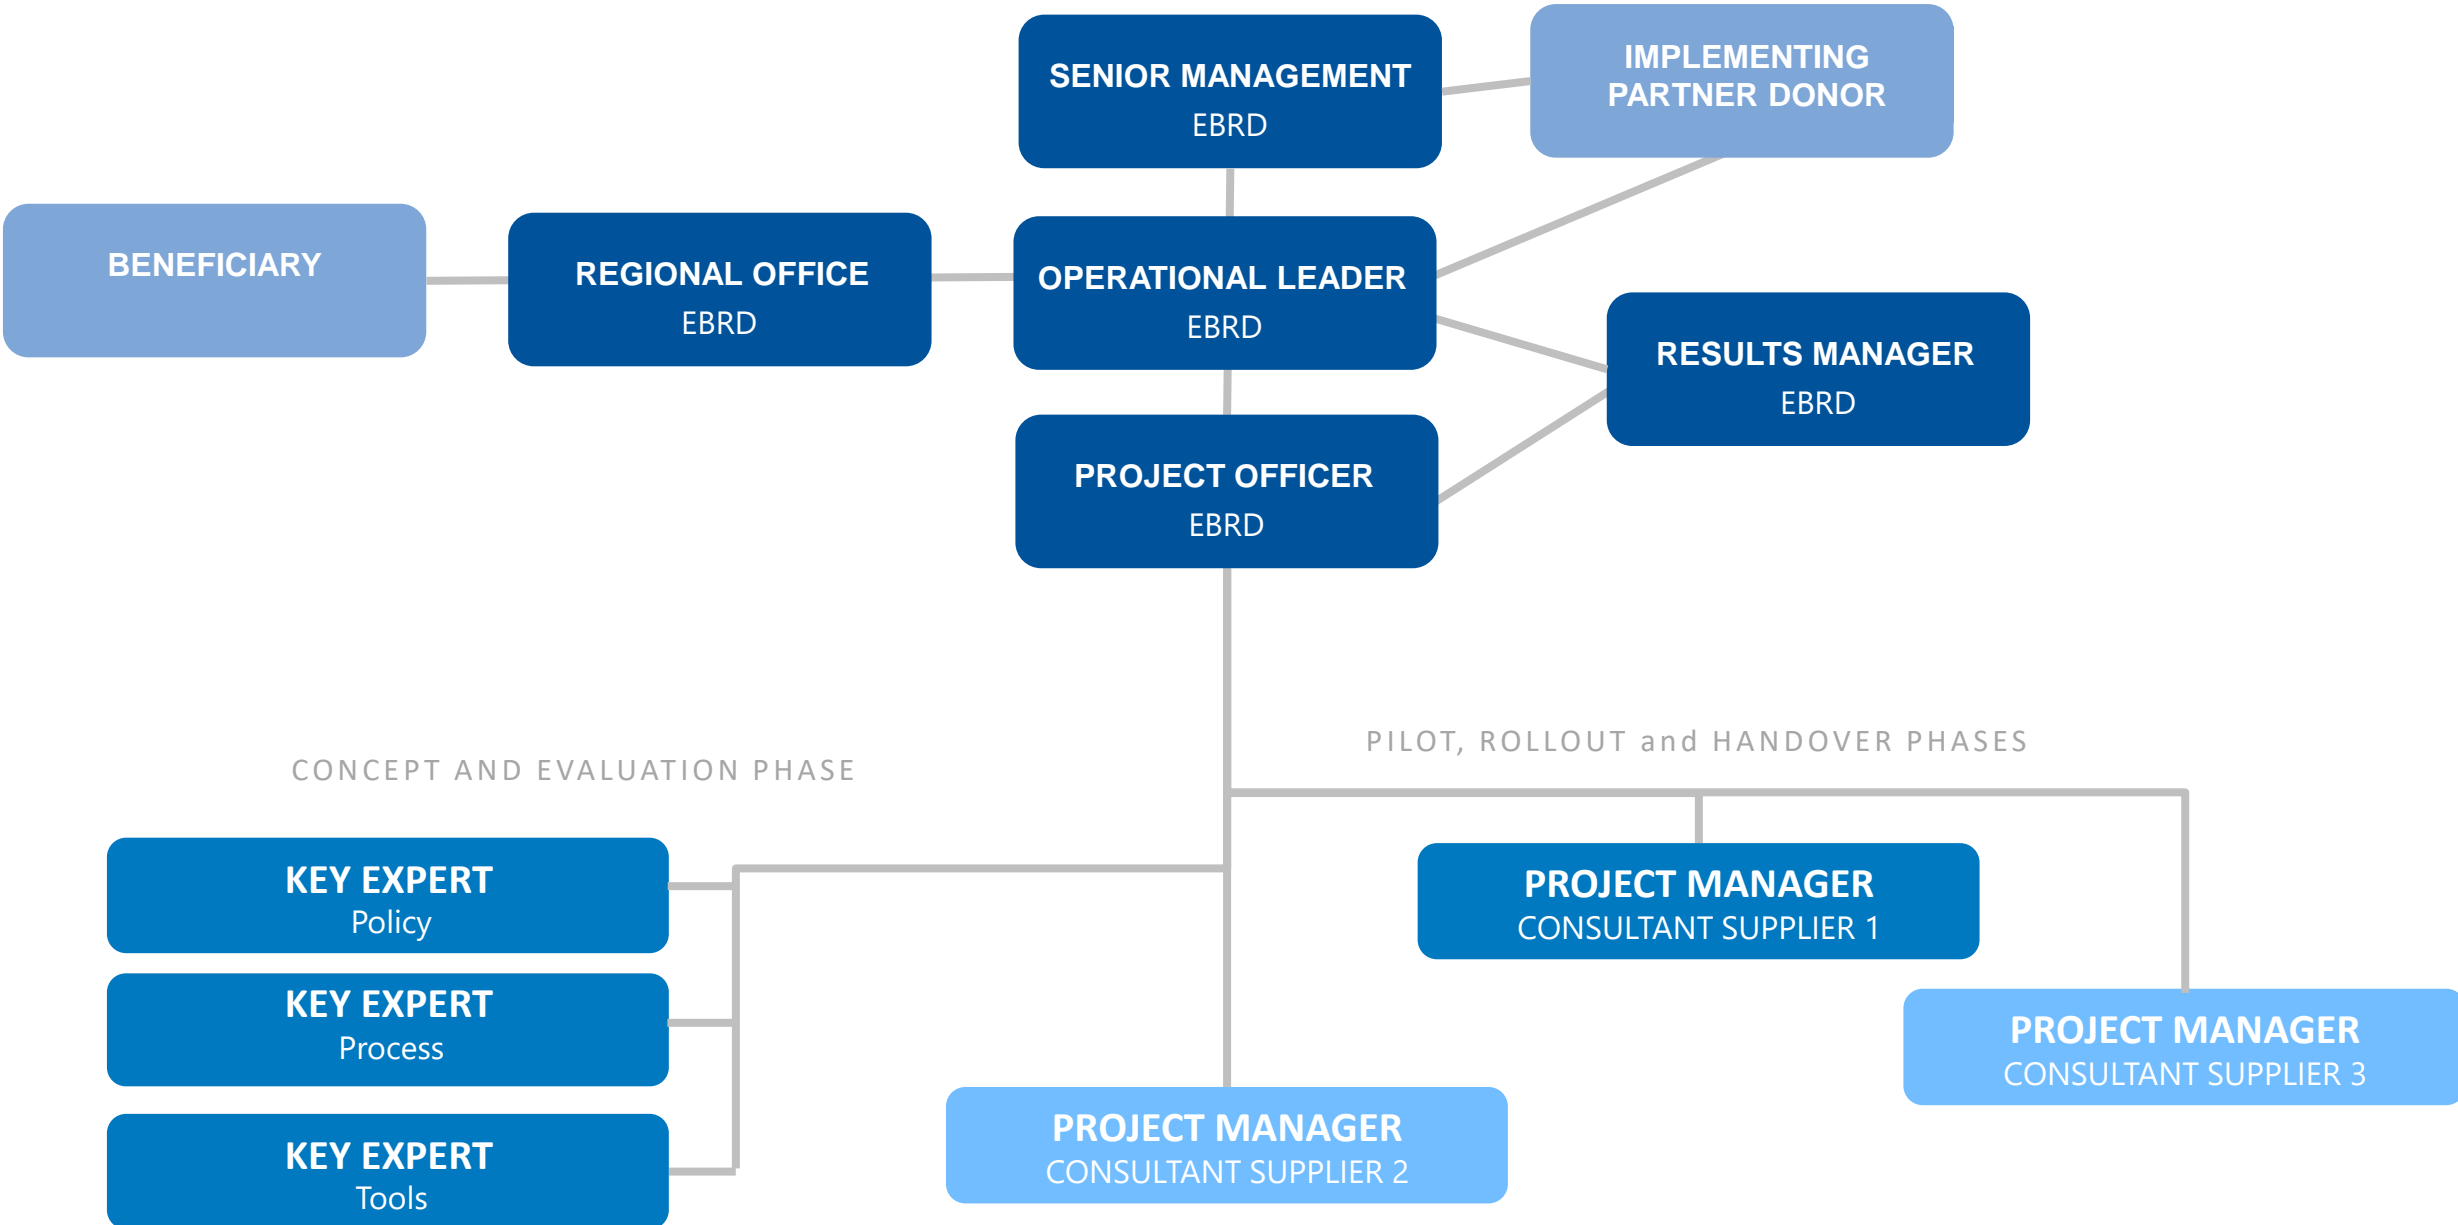 SENIOR MANAGEMENT
EBRD
IMPLEMENTING
PARTNER DONOR
BENEFICIARY
REGIONAL OFFICE
EBRD
OPERATIONAL LEADER
EBRD
RESULTS MANAGER
EBRD
PROJECT OFFICER
EBRD
CONCEPT AND EVALUATION PHASE
PILOT, ROLLOUT and HANDOVER PHASES
KEY EXPERT
Policy
KEY EXPERT
Process
KEY EXPERT
Tools
PROJECT MANAGER
CONSULTANT SUPPLIER 1
PROJECT MANAGER
CONSULTANT SUPPLIER 3
PROJECT MANAGER
CONSULTANT SUPPLIER 2